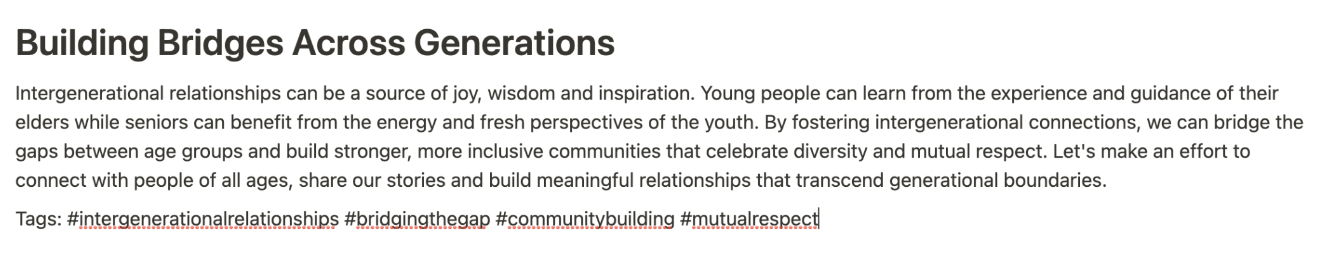 Building Bridges Across Generations
Intergenerational relationships can be a source of joy, wisdom and inspiration. Young people can learn from the experience and guidance of their
elders while seniors can benefit from the energy and fresh perspectives of the youth. By fostering intergenerational connections, we can bridge the
gaps between age groups and build stronger, more inclusive communities that celebrate diversity and mutual respect. Let's make an effort to
connect with people of all ages, share our stories and build meaningful relationships that transcend generational boundaries.
Tags: #intergenerationalrelationships #bridgingthegap #communitybuilding #mutualrespect